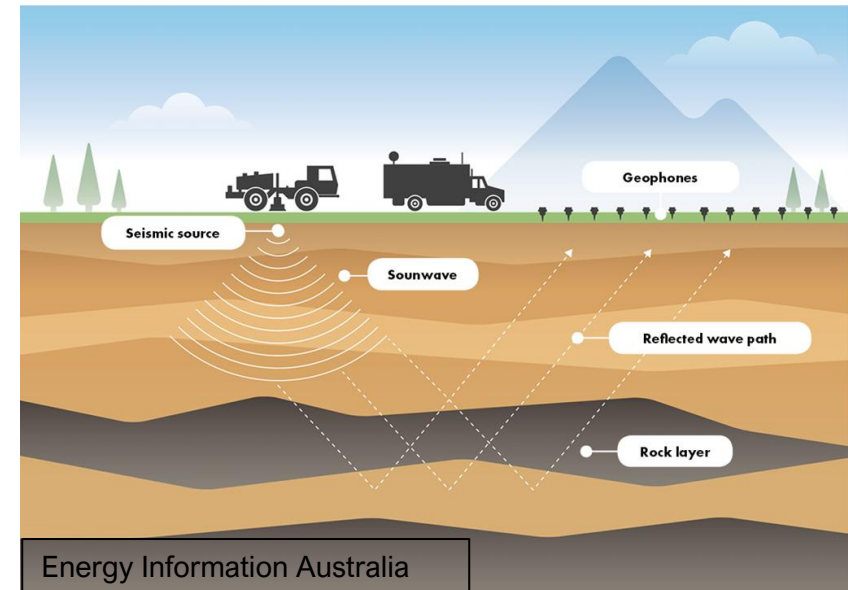 Geophones
Seismic source
Sounwave
Reflected wave path
Rock layer
Energy Information Australia